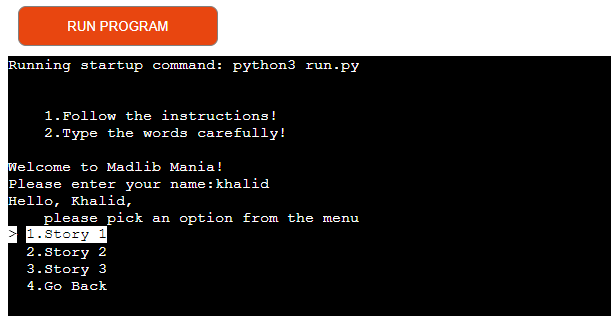 RUN PROGRAM
Running startup command: python3 run.py
1.Follow the instructions!
2.Type the words carefully!
Welcome to Madlib Mania!
Please enter your name:khalid
Hello, Khalid,
please pick an option from the menu
> 1.Story 1
2.Story 2
3.Story 3
4.Go Back